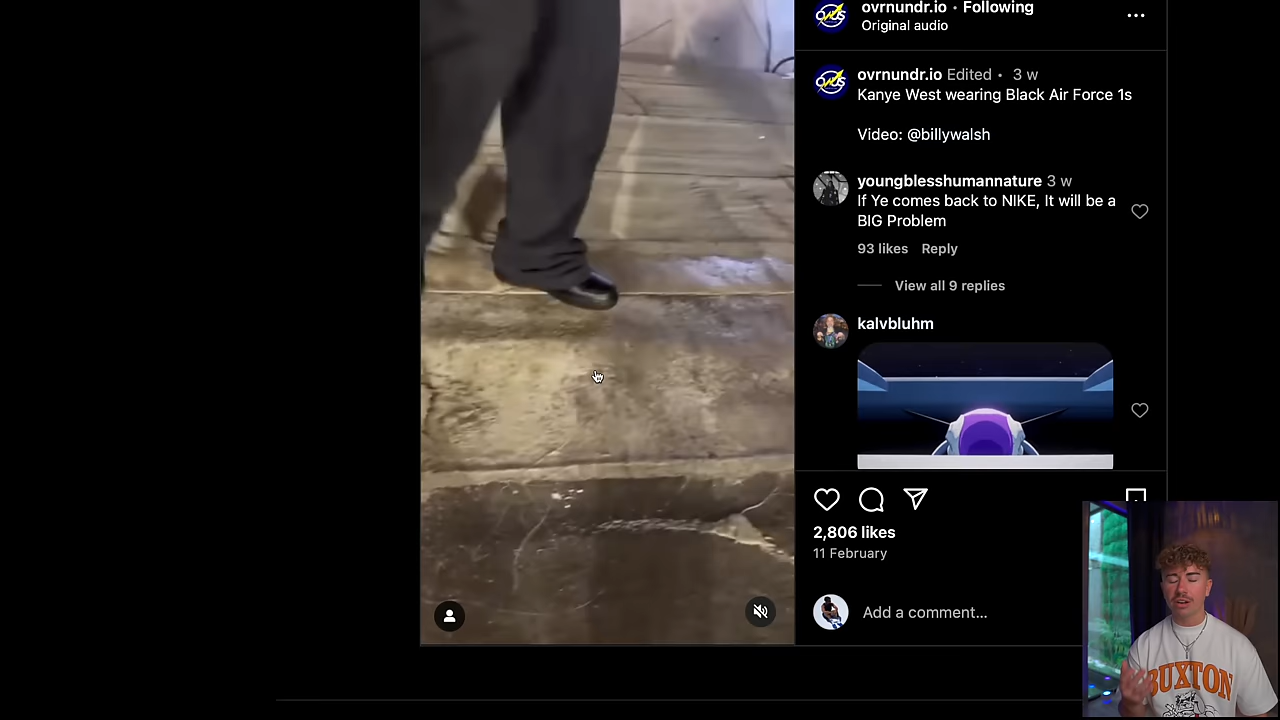 ovrnundr.io • Following
Original audio
ovrnundr.io Edited • 3 w
Kanye West wearing Black Air Force 1s
Video: @billywalsh
youngblesshumannature 3 w
If Ye comes back to NIKE, It will be a
BIG Problem
93 likes Reply
View all 9 replies
kalvbluhm
2,806 likes
11 February
Add a comment...
BUXTON